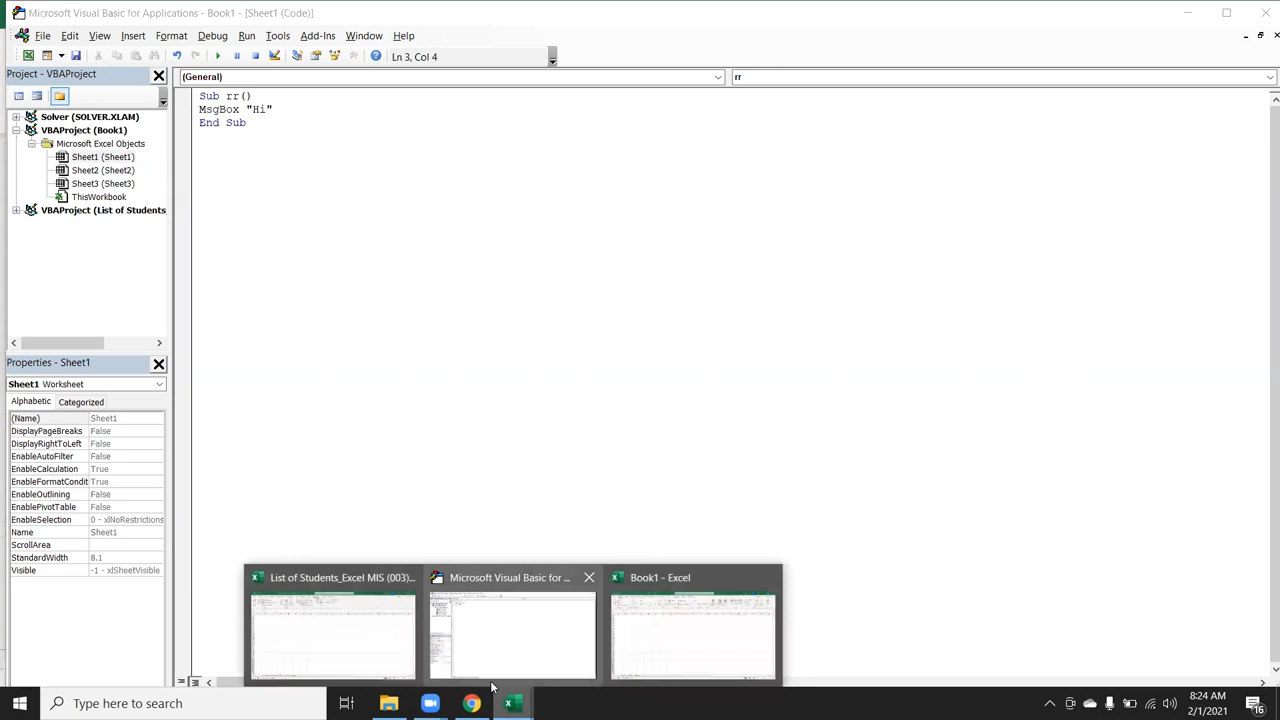 Microsoft Visual Basic for Applications - Book1 - [Sheet1 (Code)]
File Edit View Insert Format Debug Run Tools Add-Ins Window Help
Ln 3, Col 4
Project - VBAProject
(General)
rr
Sub rr()
MsgBox "Hi"
End Sub
Solver (SOLVER.XLAM)
VBAProject (Book1)
Microsoft Excel Objects
Sheet1 (Sheet1)
Sheet2 (Sheet2)
Sheet3 (Sheet3)
ThisWorkbook
VBAProject (List of Students_
Properties - Sheet1
Sheet1 Worksheet
Alphabetic Categorized
(Name) Sheet1
DisplayPageBreaks False
DisplayRightToLeft False
EnableAutoFilter False
EnableCalculation True
EnableFormatCondit True
EnableOutlining False
EnablePivotTable False
EnableSelection 0 - xlNoRestrictions
Name Sheet1
ScrollArea
StandardWidth 8.1
Visible -1 - xlSheetVisible
List of Students_Excel MIS (003)...
Microsoft Visual Basic for ...
Book1 - Excel
Type here to search
8:24 AM
2/1/2021
16